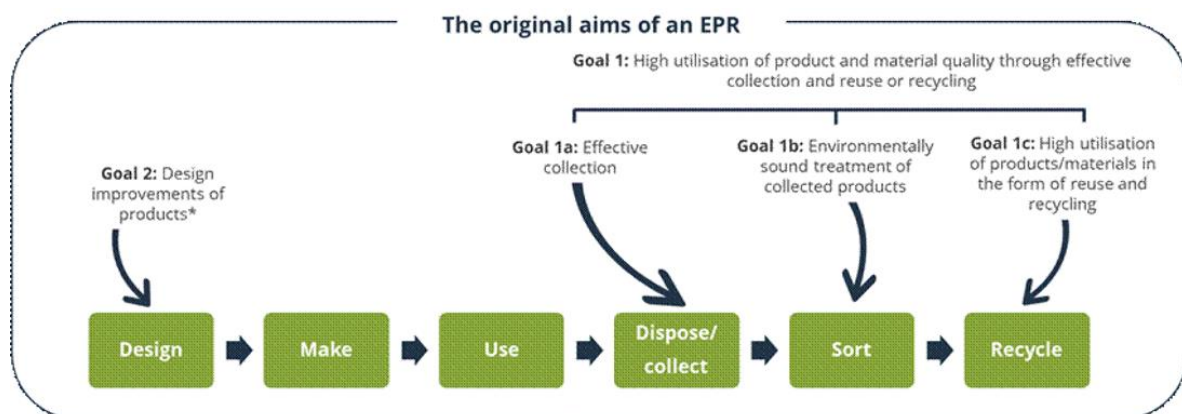 The original aims of an EPR
Goal 1: High utilisation of product and material quality through effective
collection and reuse or recycling
Goal 2: Design
improvements of
products*
Goal 1a: Effective
collection
Goal 1b: Environmentally
sound treatment of
collected products
Goal 1c: High utilisation
of products/materials in
the form of reuse and
recycling
Design
Make
Use
Dispose/
collect
Sort
Recycle